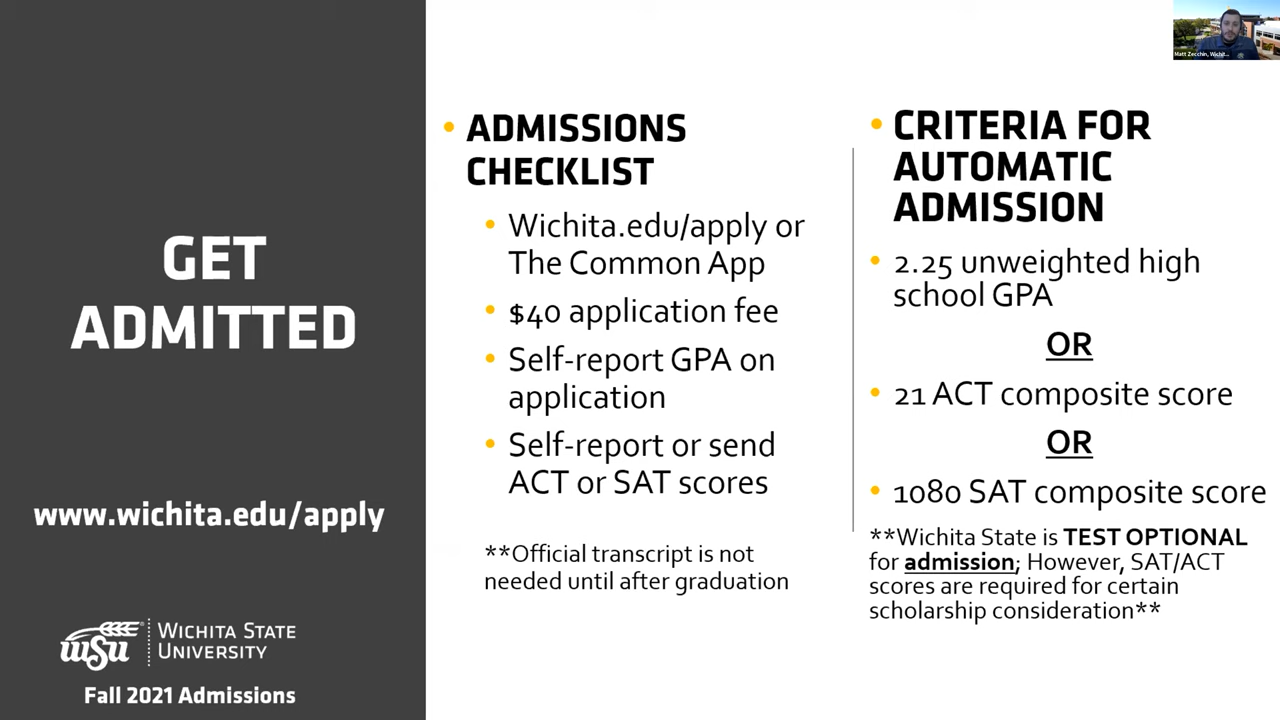 GET
ADMITTED
www.wichita.edu/apply
wsu
WICHITA STATE
UNIVERSITY
Fall 2021 Admissions
• ADMISSIONS
CHECKLIST
• Wichita.edu/apply or
The Common App
• $40 application fee
• Self-report GPA on
application
• Self-report or send
ACT or SAT scores
**Official transcript is not
needed until after graduation
• CRITERIA FOR
AUTOMATIC
ADMISSION
• 2.25 unweighted high
school GPA
OR
• 21 ACT composite score
OR
• 1080 SAT composite score
**Wichita State is TEST OPTIONAL
for admission; However, SAT/ACT
scores are required for certain
scholarship consideration**
Matt Zecchin, Wichit...